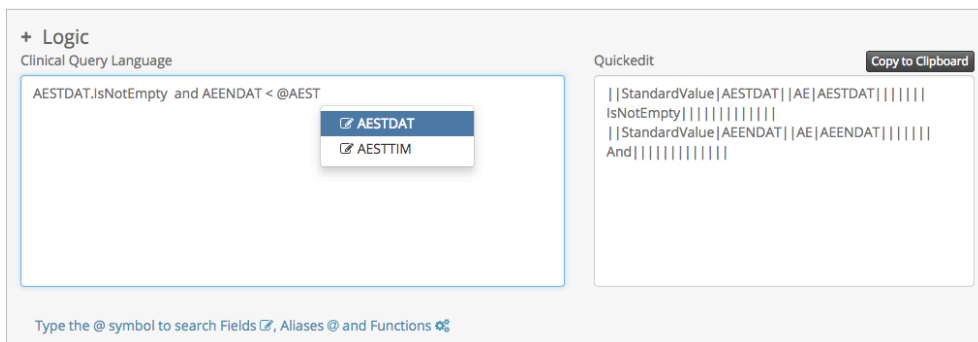 + Logic
Clinical Query Language
AESTDAT.IsNotEmpty and AEENDAT < @AEST
AESTDAT
AESTTIM
Quickedit
Copy to Clipboard
||StandardValue|AESTDAT||AE|AESTDAT|||||||
IsNotEmpty|||||||||||||
||StandardValue|AEENDAT||AE|AEENDAT|||||||
And|||||||||||||
Type the @ symbol to search Fields, Aliases @ and Functions